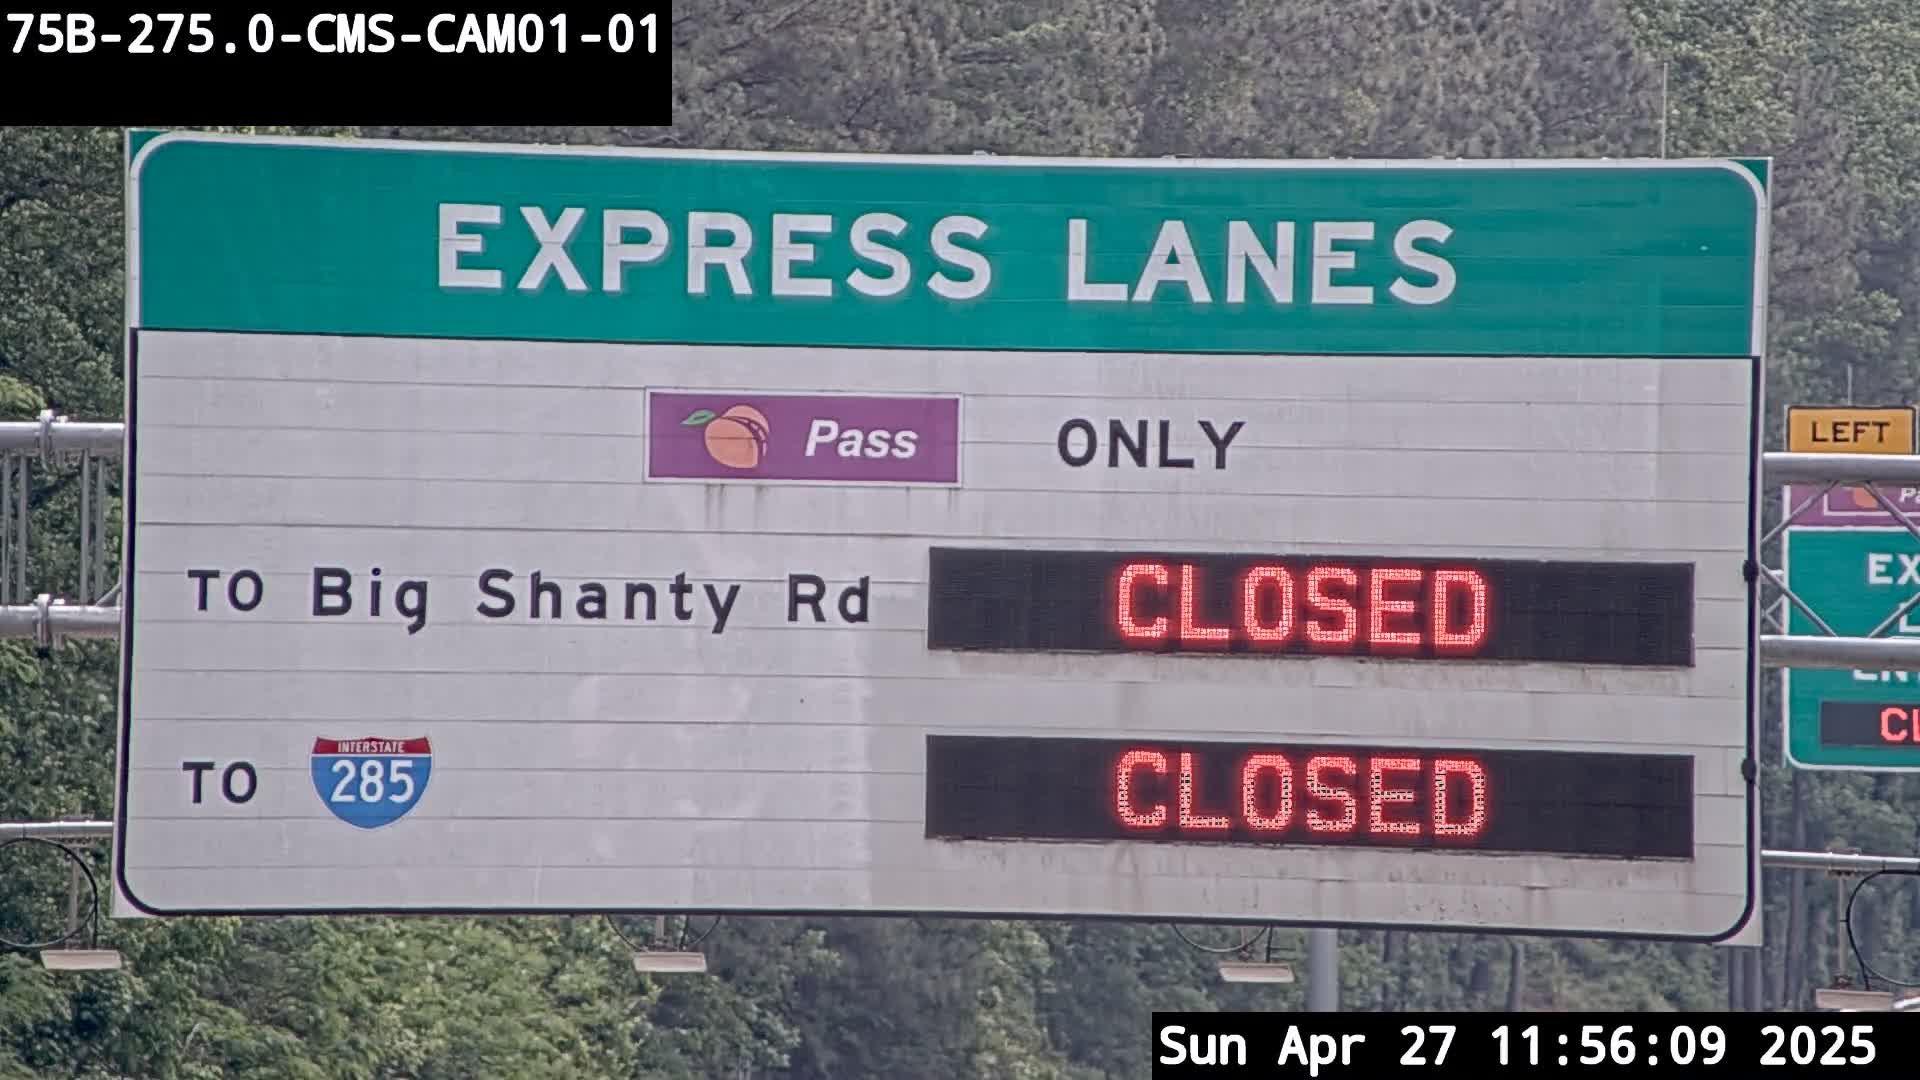 75B-275.0-CMS-CAM01-01
EXPRESS LANES
Pass ONLY
LEFT
TO Big Shanty Rd CLOSED
TO INTERSTATE 285 CLOSED
Sun Apr 27 11:56:09 2025